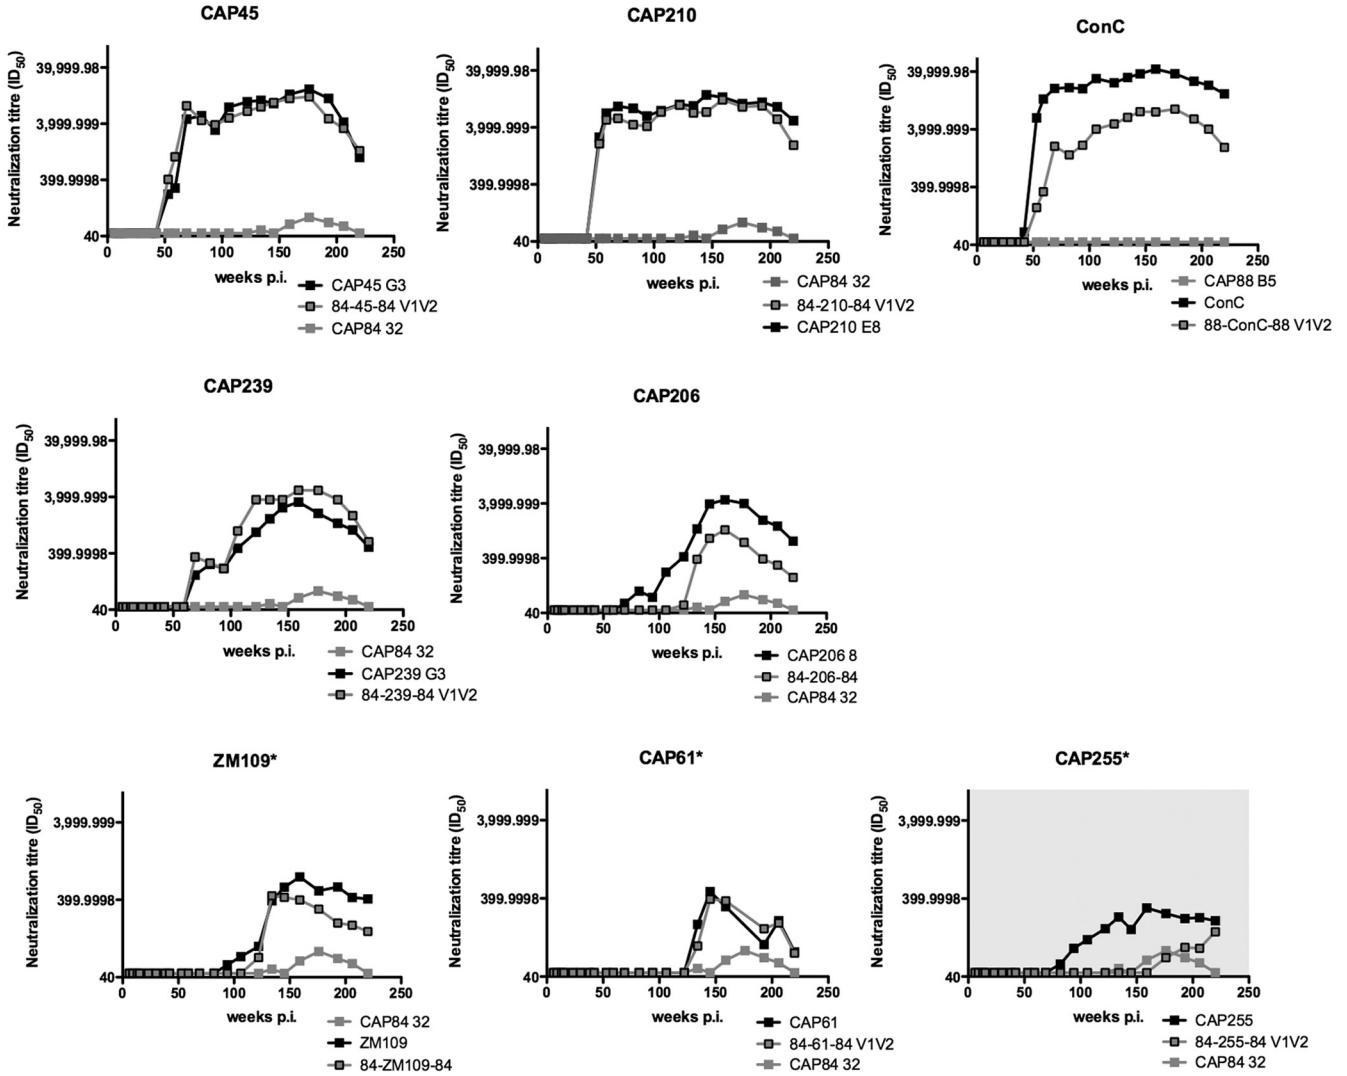 CAP45
Neutralization titre (ID50)
39,999.98
3,999.999
399.9998
40
0 50 100 150 200 250
weeks p.i.
CAP45 G3
84-45-84 V1V2
CAP84 32
CAP210
Neutralization titre (ID50)
39,999.98
3,999.999
399.9998
40
0 50 100 150 200 250
weeks p.i.
CAP84 32
84-210-84 V1V2
CAP210 E8
ConC
Neutralization titre (ID50)
39,999.98
3,999.999
399.9998
40
0 50 100 150 200 250
weeks p.i.
CAP88 B5
ConC
88-ConC-88 V1V2
CAP239
Neutralization titre (ID50)
39,999.98
3,999.999
399.9998
40
0 50 100 150 200 250
weeks p.i.
CAP84 32
CAP239 G3
84-239-84 V1V2
CAP206
Neutralization titre (ID50)
39,999.98
3,999.999
399.9998
40
0 50 100 150 200 250
weeks p.i.
CAP206 8
84-206-84
CAP84 32
ZM109*
Neutralization titre (ID50)
3,999.999
399.9998
40
0 50 100 150 200 250
weeks p.i.
CAP84 32
ZM109
84-ZM109-84
CAP61*
Neutralization titre (ID50)
3,999.999
399.9998
40
0 50 100 150 200 250
weeks p.i.
CAP61
84-61-84 V1V2
CAP84 32
CAP255*
Neutralization titre (ID50)
3,999.999
399.9998
40
0 50 100 150 200 250
weeks p.i.
CAP255
84-255-84 V1V2
CAP84 32